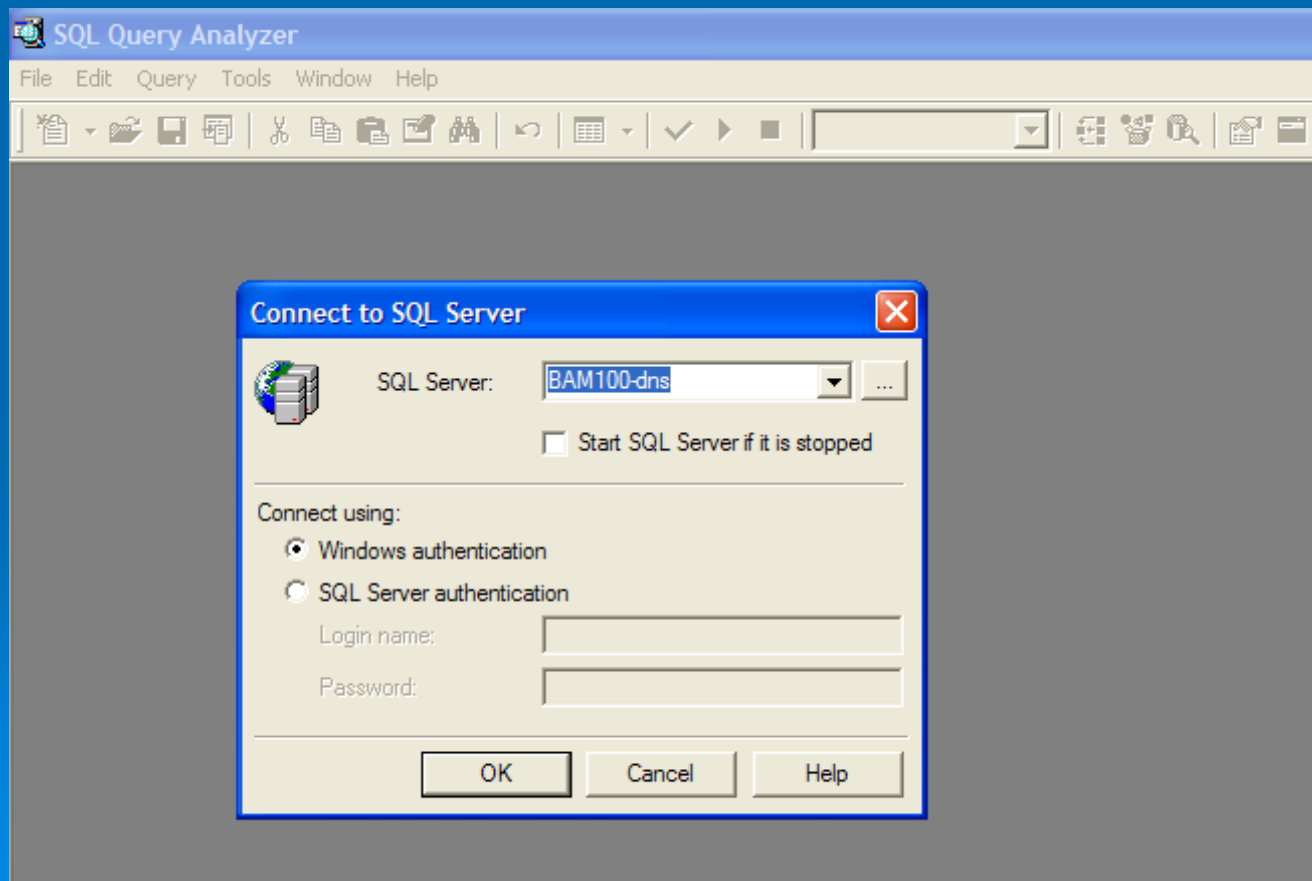 SQL Query Analyzer
File Edit Query Tools Window Help
Connect to SQL Server
SQL Server: BAM100-dns ...
Start SQL Server if it is stopped
Connect using:
Windows authentication
SQL Server authentication
Login name:
Password:
OK Cancel Help